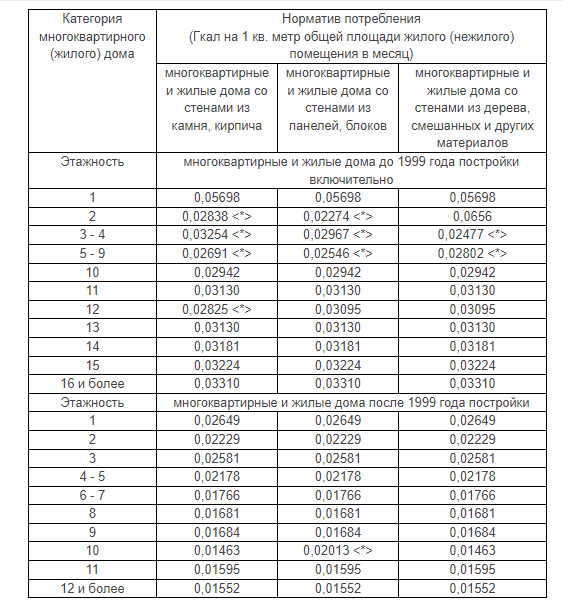 Категория многоквартирного (жилого) дома
Норматив потребления
(Гкал на 1 кв. метр общей площади жилого (нежилого) помещения в месяц)
многоквартирные и жилые дома со стенами из камня, кирпича
многоквартирные и жилые дома со стенами из панелей, блоков
многоквартирные и жилые дома со стенами из дерева, смешанных и других материалов
Этажность многоквартирные и жилые дома до 1999 года постройки включительно
1 0,05698 0,05698 0,05698
2 0,02838 <*> 0,02274 <*> 0,0656
3 - 4 0,03254 <*> 0,02967 <*> 0,02477 <*>
5 - 9 0,02691 <*> 0,02546 <*> 0,02802 <*>
10 0,02942 0,02942 0,02942
11 0,03130 0,03130 0,03130
12 0,02825 <*> 0,03095 0,03095
13 0,03130 0,03130 0,03130
14 0,03181 0,03181 0,03181
15 0,03224 0,03224 0,03224
16 и более 0,03310 0,03310 0,03310
Этажность многоквартирные и жилые дома после 1999 года постройки
1 0,02649 0,02649 0,02649
2 0,02229 0,02229 0,02229
3 0,02581 0,02581 0,02581
4 - 5 0,02178 0,02178 0,02178
6 - 7 0,01766 0,01766 0,01766
8 0,01681 0,01681 0,01681
9 0,01684 0,01684 0,01684
10 0,01463 0,02013 <*> 0,01463
11 0,01595 0,01595 0,01595
12 и более 0,01552 0,01552 0,01552